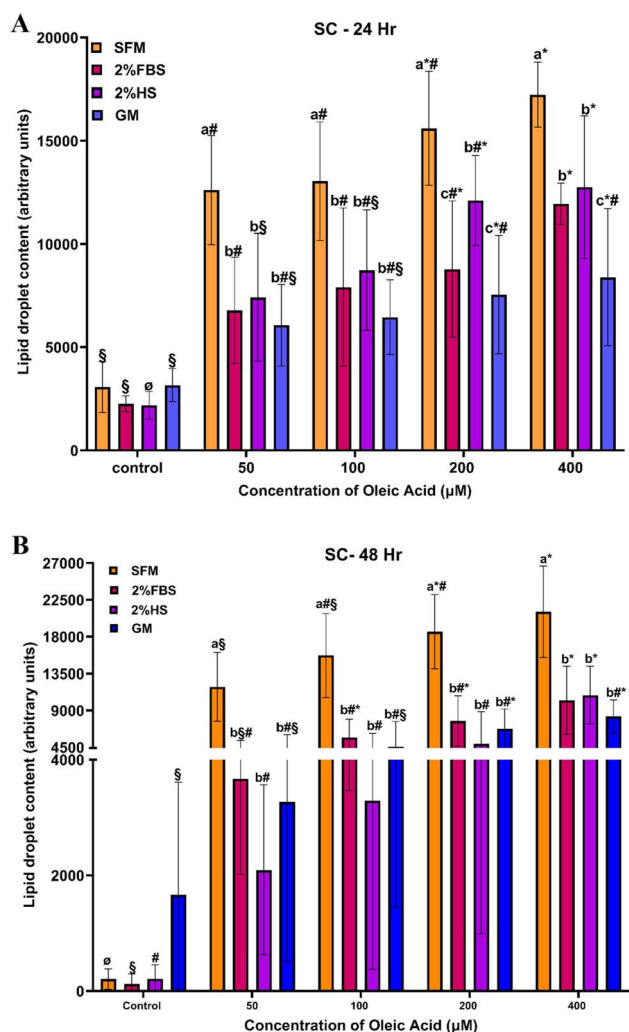 A
SC - 24 Hr
SFM
2%FBS
2%HS
GM
Lipid droplet content (arbitrary units)
20000
15000
10000
5000
0
§ § ø §
a# b# b§ b#§
a# b# b#§ b#§
a*# c#* b#* c*#
a* b* b* c*#
control 50 100 200 400
Concentration of Oleic Acid (µM)
B
SC- 48 Hr
SFM
2%FBS
2%HS
GM
Lipid droplet content (arbitrary units)
27000
22500
18000
13500
9000
4500
4000
2000
0
ø § # §
a§ b§# b# b#§
a#§ b#* b# b#§
a*# b#* b# b#*
a* b* b* b#*
Control 50 100 200 400
Concentration of Oleic Acid (µM)